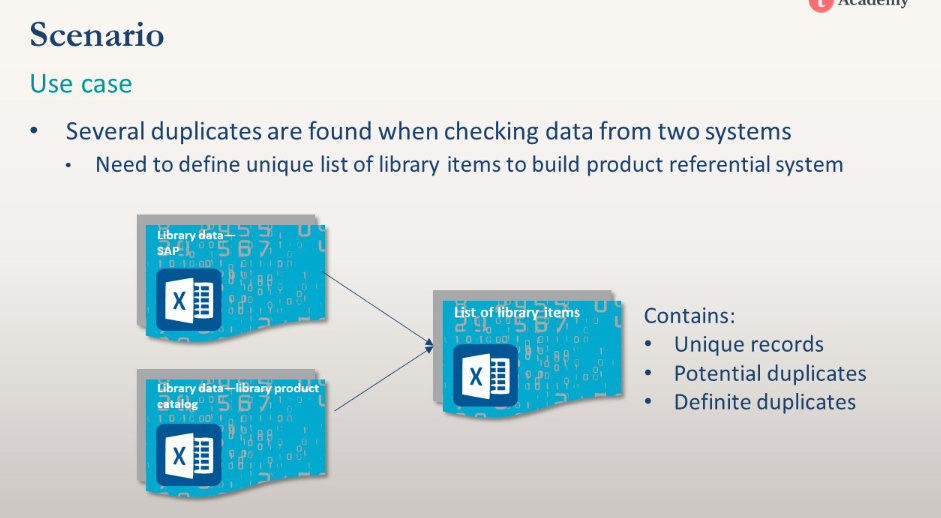 t Academy
Scenario
Use case
• Several duplicates are found when checking data from two systems
• Need to define unique list of library items to build product referential system
Library data—
SAP
X
List of library items
X
Contains:
• Unique records
• Potential duplicates
• Definite duplicates
Library data—library product
catalog
X